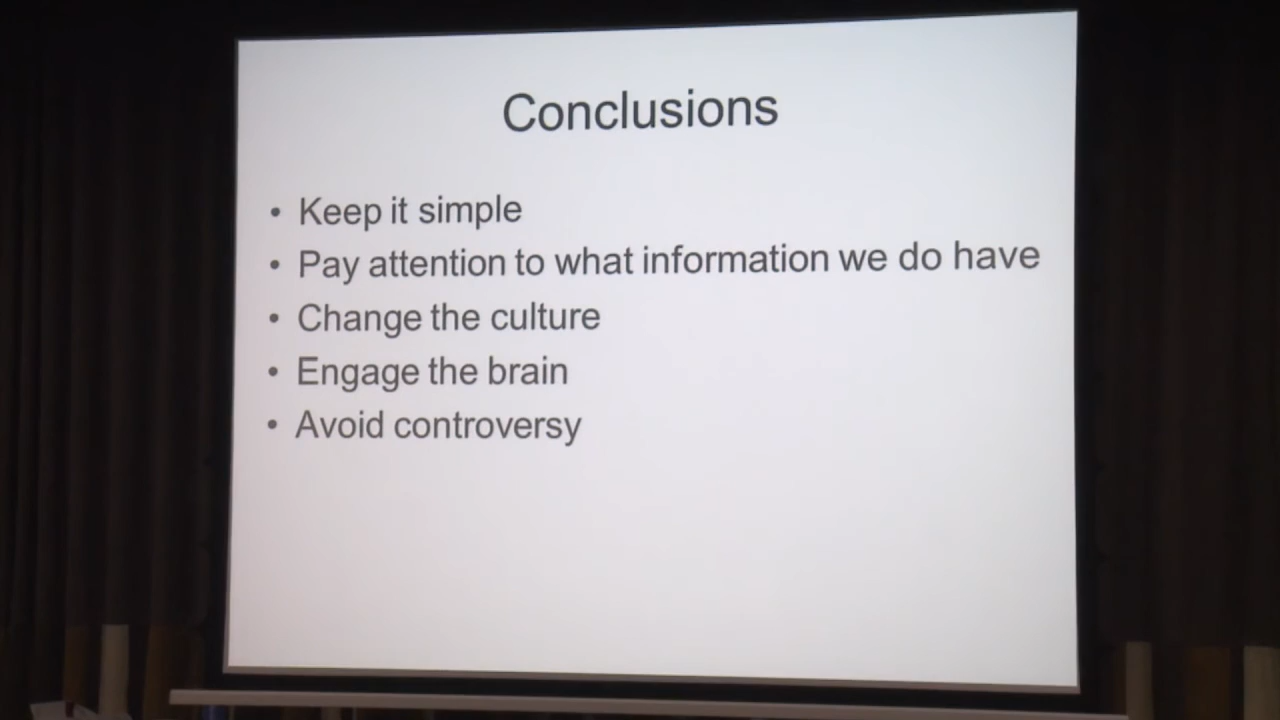 Conclusions
• Keep it simple
• Pay attention to what information we do have
• Change the culture
• Engage the brain
• Avoid controversy